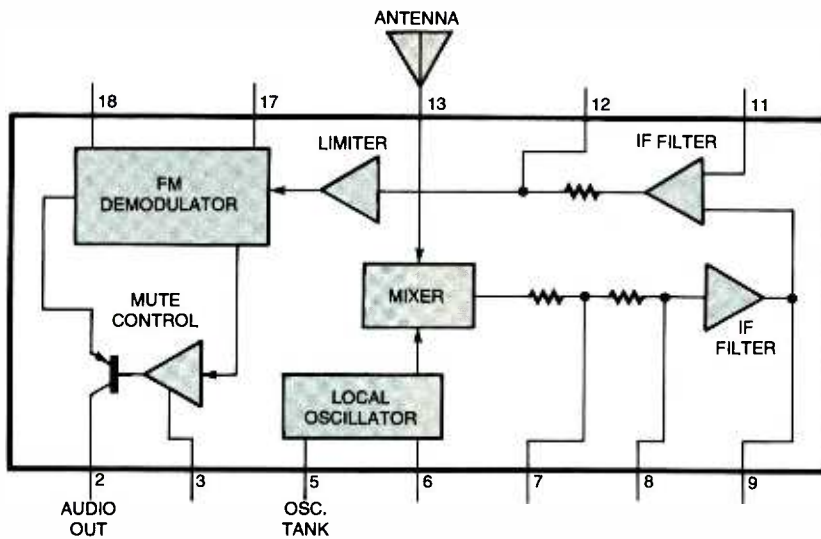 ANTENNA
18
17
13
12
11
LIMITER
IF FILTER
FM
DEMODULATOR
MUTE
CONTROL
MIXER
IF
FILTER
LOCAL
OSCILLATOR
2
3
5
6
7
8
9
AUDIO
OUT
OSC.
TANK